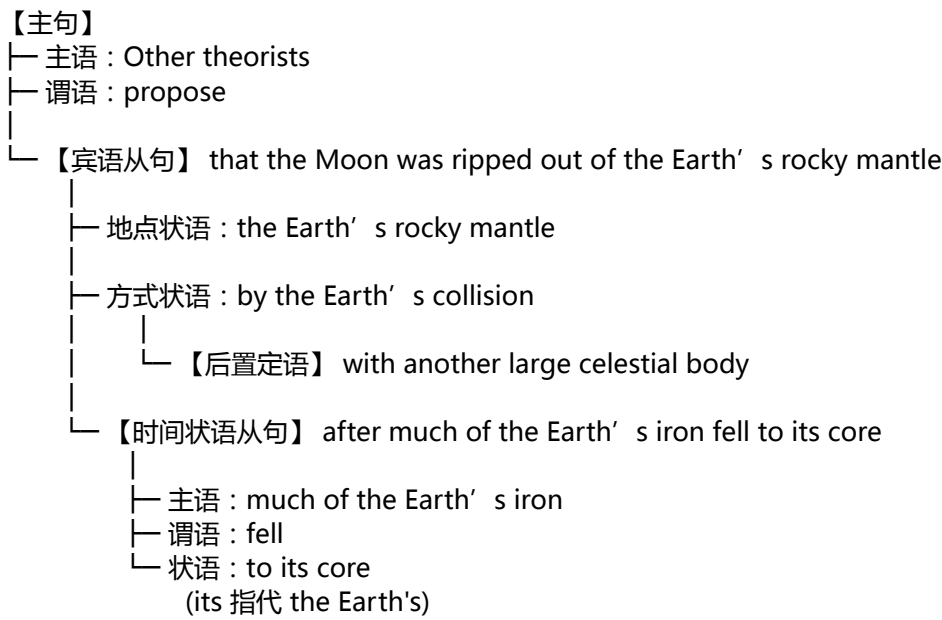 【主句】
├─ 主语：Other theorists
├─ 谓语：propose
│
└─ 【宾语从句】 that the Moon was ripped out of the Earth’s rocky mantle
│
├─ 地点状语：the Earth’s rocky mantle
│
├─ 方式状语：by the Earth’s collision
│ │
│ └─ 【后置定语】 with another large celestial body
│
└─ 【时间状语从句】 after much of the Earth’s iron fell to its core
│
├─ 主语：much of the Earth’s iron
├─ 谓语：fell
└─ 状语：to its core
(its 指代 the Earth's)